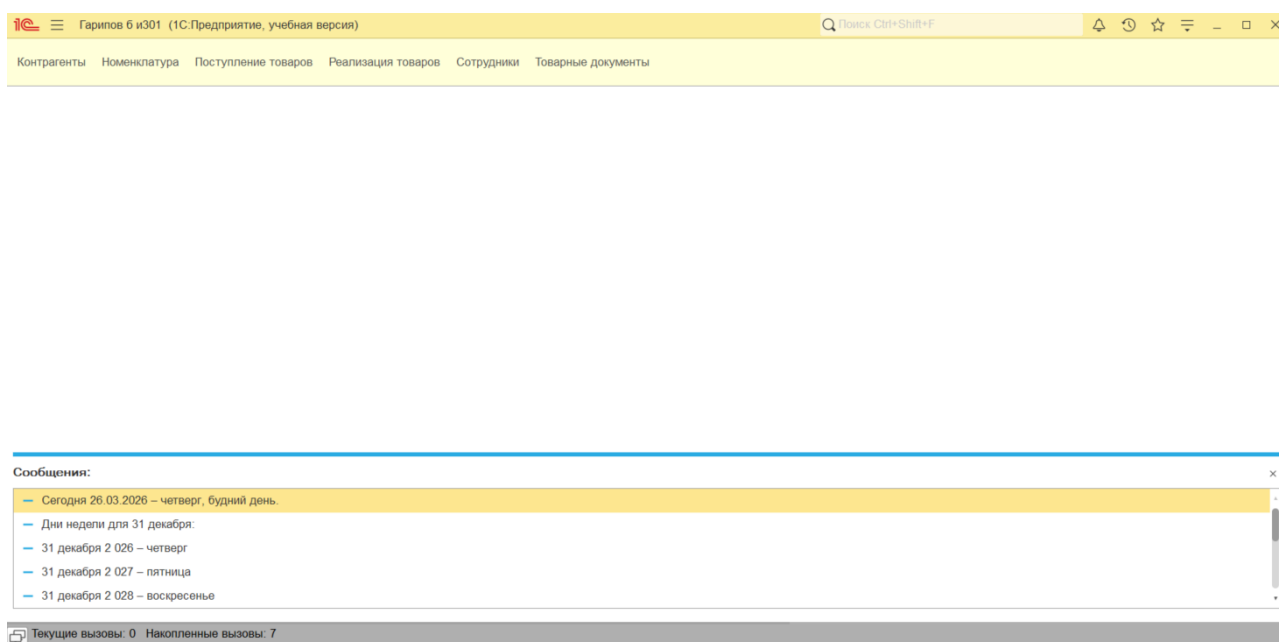 1С Гарипов б и301 (1С:Предприятие, учебная версия) Поиск Ctrl+Shift+F
Контрагенты Номенклатура Поступление товаров Реализация товаров Сотрудники Товарные документы
Сообщения:
– Сегодня 26.03.2026 – четверг, будний день.
– Дни недели для 31 декабря:
– 31 декабря 2 026 – четверг
– 31 декабря 2 027 – пятница
– 31 декабря 2 028 – воскресенье
Текущие вызовы: 0 Накопленные вызовы: 7